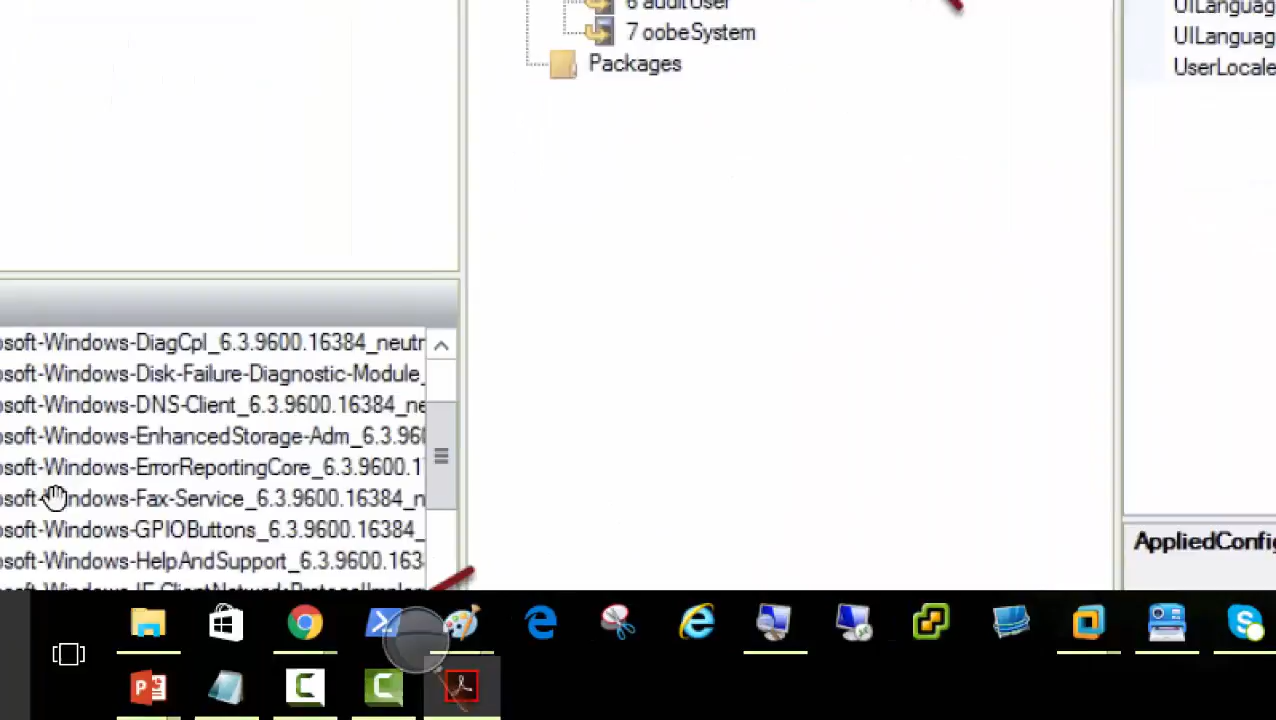 6 auditUser
7 oobeSystem
Packages
UILanguag
UILanguag
UserLocale
osoft-Windows-DiagCpl_6.3.9600.16384_neutr
osoft-Windows-Disk-Failure-Diagnostic-Module_
osoft-Windows-DNS-Client_6.3.9600.16384_ne
osoft-Windows-EnhancedStorage-Adm_6.3.960
osoft-Windows-ErrorReportingCore_6.3.9600.17
osoft-Windows-Fax-Service_6.3.9600.16384_n
osoft-Windows-GPIOButtons_6.3.9600.16384_
osoft-Windows-HelpAndSupport_6.3.9600.163
AppliedConfig